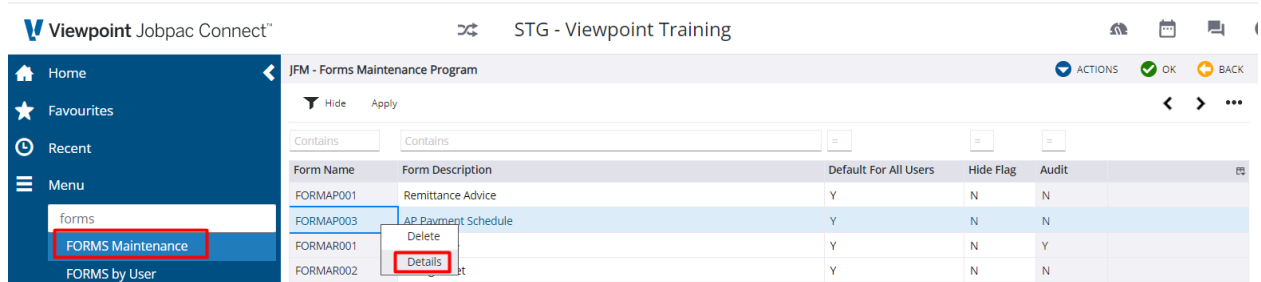 Viewpoint Jobpac Connect™ STG - Viewpoint Training
Home JFM - Forms Maintenance Program ACTIONS OK BACK
Hide Apply
Favourites
Contains Contains = = =
Recent
Form Name Form Description Default For All Users Hide Flag Audit
Menu
FORMAP001 Remittance Advice Y N N
forms
FORMAP003 AP Payment Schedule Y N N
Delete
FORMS Maintenance FORMAR001 Y N Y
Details
FORMS by User FORMAR002 et Y N N